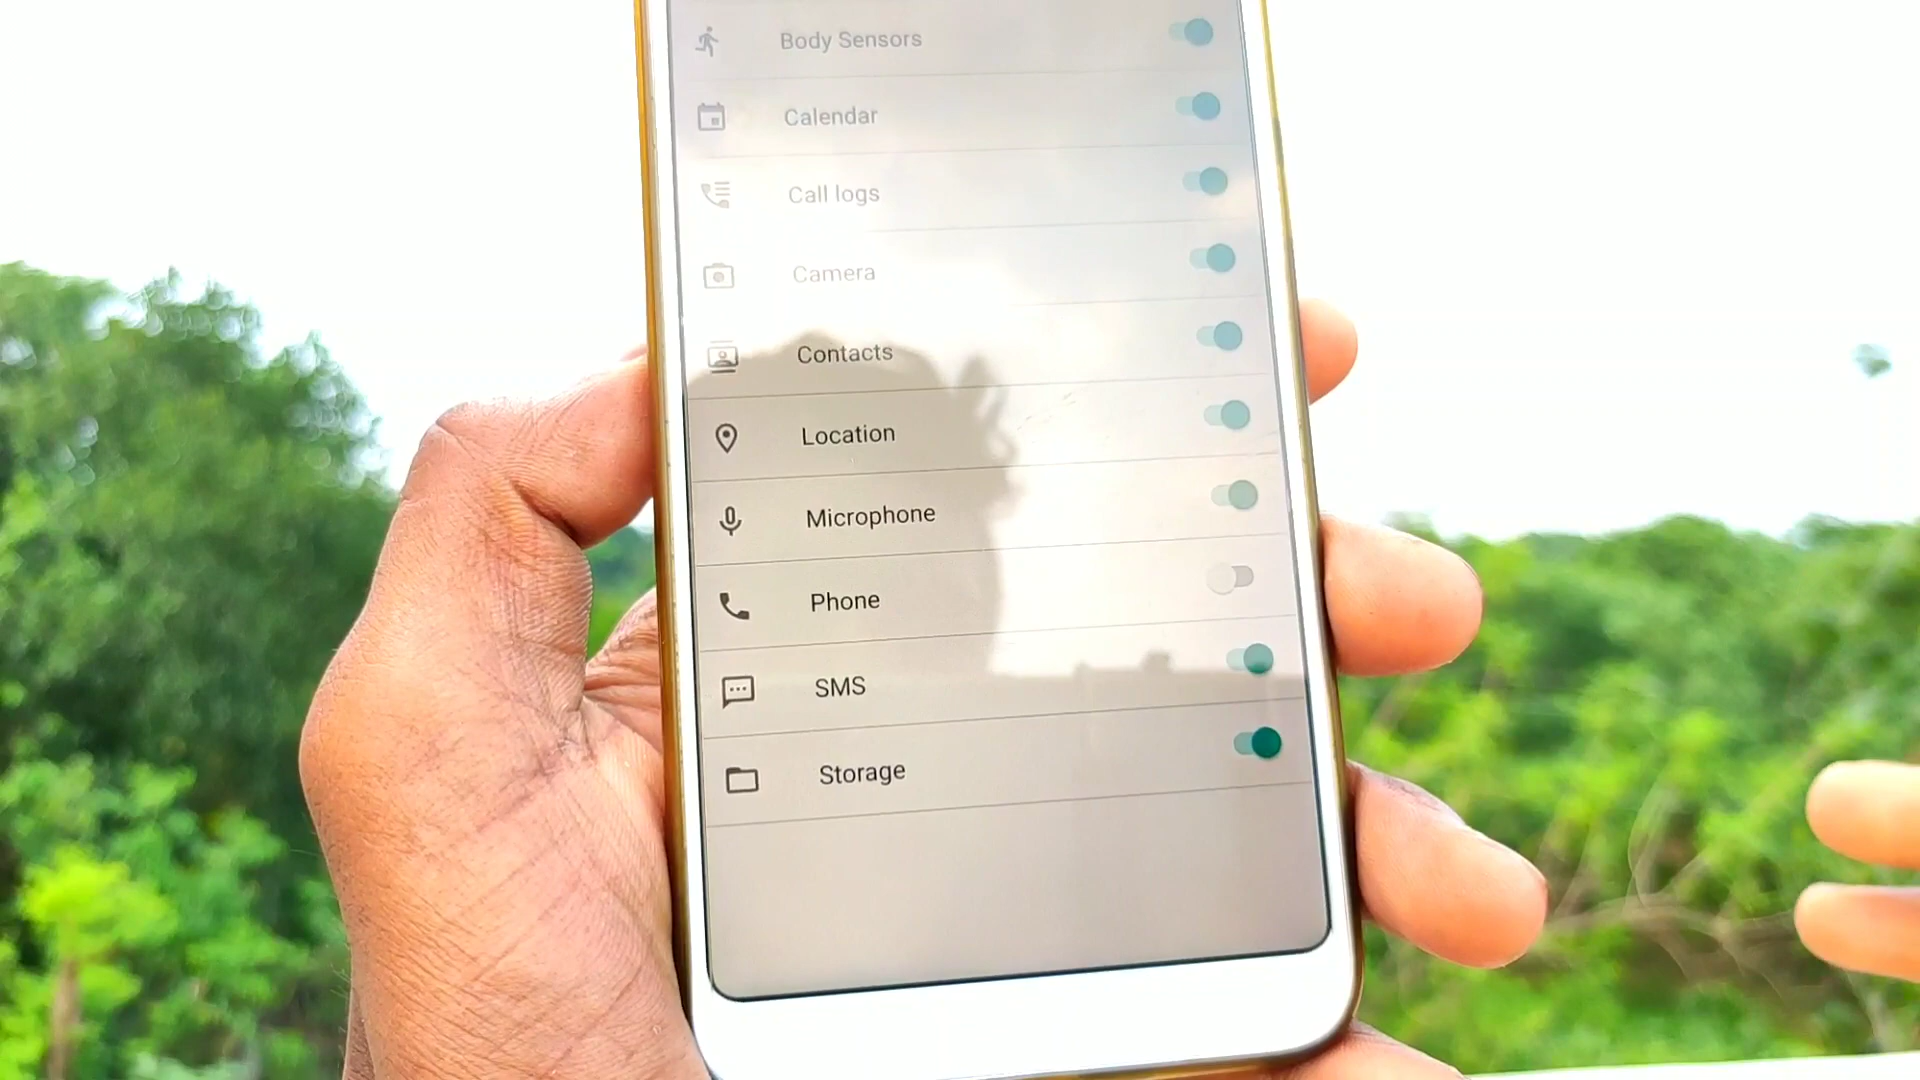 Body Sensors
Calendar
Call logs
Camera
Contacts
Location
Microphone
Phone
SMS
Storage